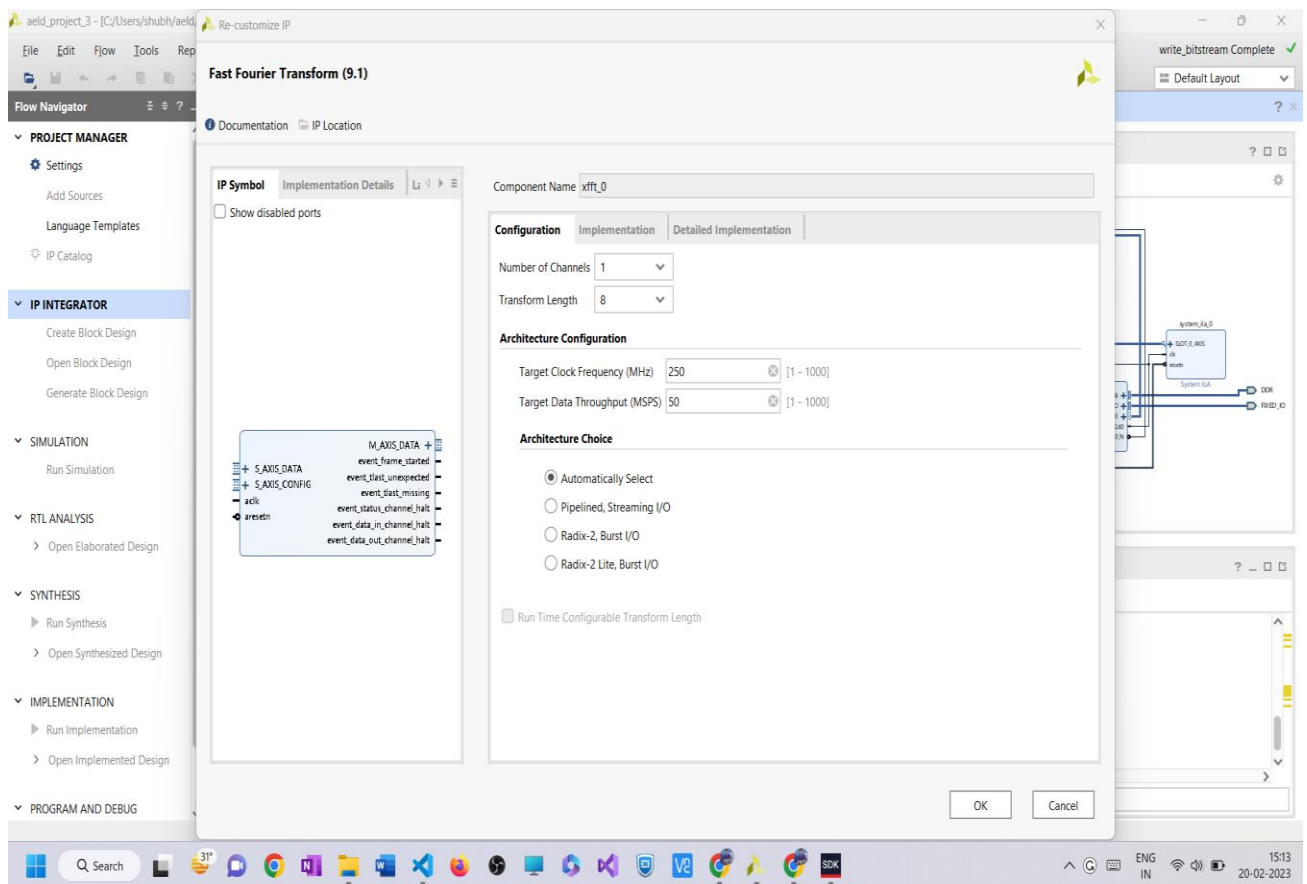 aeld_project_3 - [C:/Users/shubh/aeld
Re-customize IP
File Edit Flow Tools Rep
write_bitstream Complete
Default Layout
Flow Navigator
PROJECT MANAGER
Settings
Add Sources
Language Templates
IP Catalog
IP INTEGRATOR
Create Block Design
Open Block Design
Generate Block Design
SIMULATION
Run Simulation
RTL ANALYSIS
Open Elaborated Design
SYNTHESIS
Run Synthesis
Open Synthesized Design
IMPLEMENTATION
Run Implementation
Open Implemented Design
PROGRAM AND DEBUG
Fast Fourier Transform (9.1)
Documentation IP Location
IP Symbol Implementation Details
Show disabled ports
S_AXIS_DATA
S_AXIS_CONFIG
aclk
aresetn
M_AXIS_DATA
event_frame_started
event_tlast_unexpected
event_tlast_missing
event_status_channel_halt
event_data_in_channel_halt
event_data_out_channel_halt
Component Name xfft_0
Configuration Implementation Detailed Implementation
Number of Channels 1
Transform Length 8
Architecture Configuration
Target Clock Frequency (MHz) 250 [1 - 1000]
Target Data Throughput (MSPS) 50 [1 - 1000]
Architecture Choice
Automatically Select
Pipelined, Streaming I/O
Radix-2, Burst I/O
Radix-2 Lite, Burst I/O
Run Time Configurable Transform Length
OK Cancel
system_ila_0
SLOT_0_AXIS
clk
resetn
System ILA
DDR
FIXED_IO
Search
31°
SDK
ENG
IN
15:13
20-02-2023